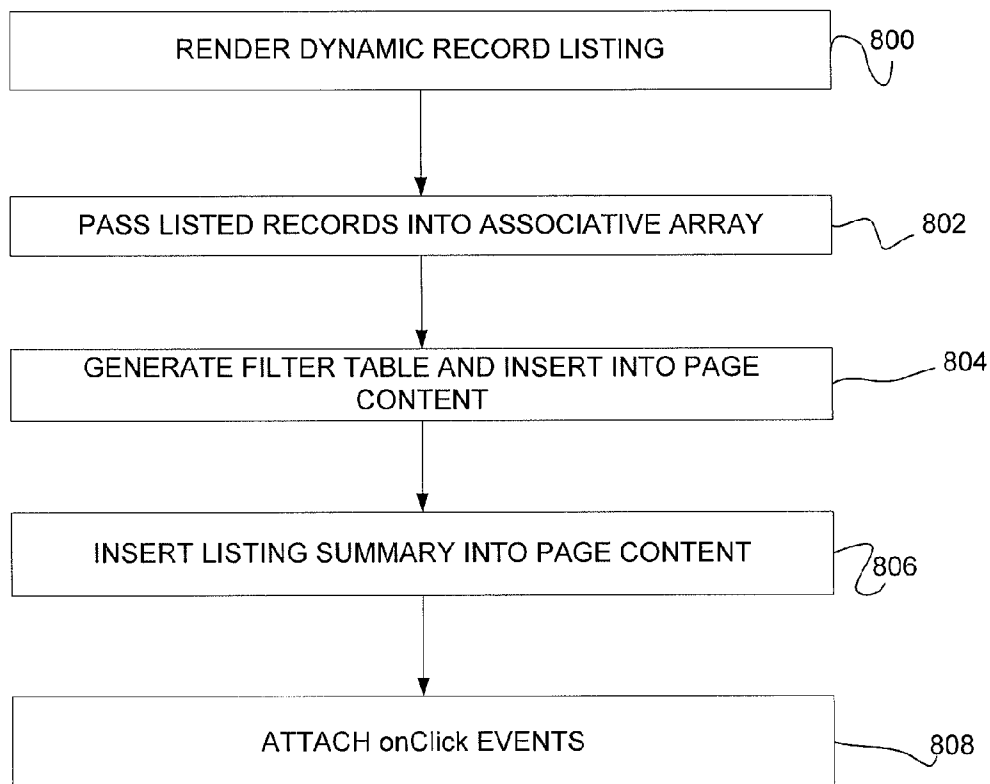 RENDER DYNAMIC RECORD LISTING
800
PASS LISTED RECORDS INTO ASSOCIATIVE ARRAY
802
GENERATE FILTER TABLE AND INSERT INTO PAGE
CONTENT
804
INSERT LISTING SUMMARY INTO PAGE CONTENT
806
ATTACH onClick EVENTS
808